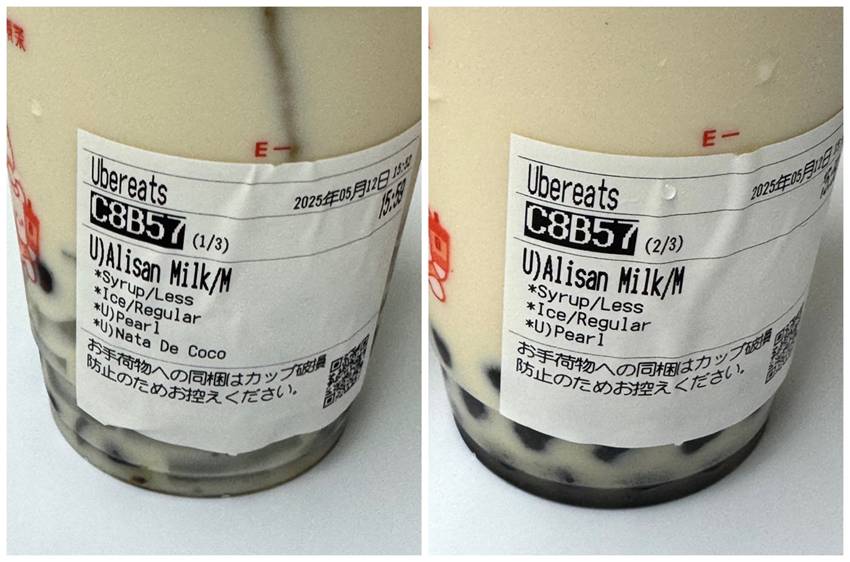 E一
Ubereats
2025年05月12日 15:52
15:59
C8B57 (1/3)
U)Alisan Milk/M
*Syrup/Less
*Ice/Regular
*U)Pearl
*U)Nata De Coco
お手荷物への同梱はカップ破損
防止のためお控えください。
E一
Ubereats
2025年05月12日
C8B57 (2/3)
U)Alisan Milk/M
*Syrup/Less
*Ice/Regular
*U)Pearl
お手荷物への同梱はカップ破損
防止のためお控えください。